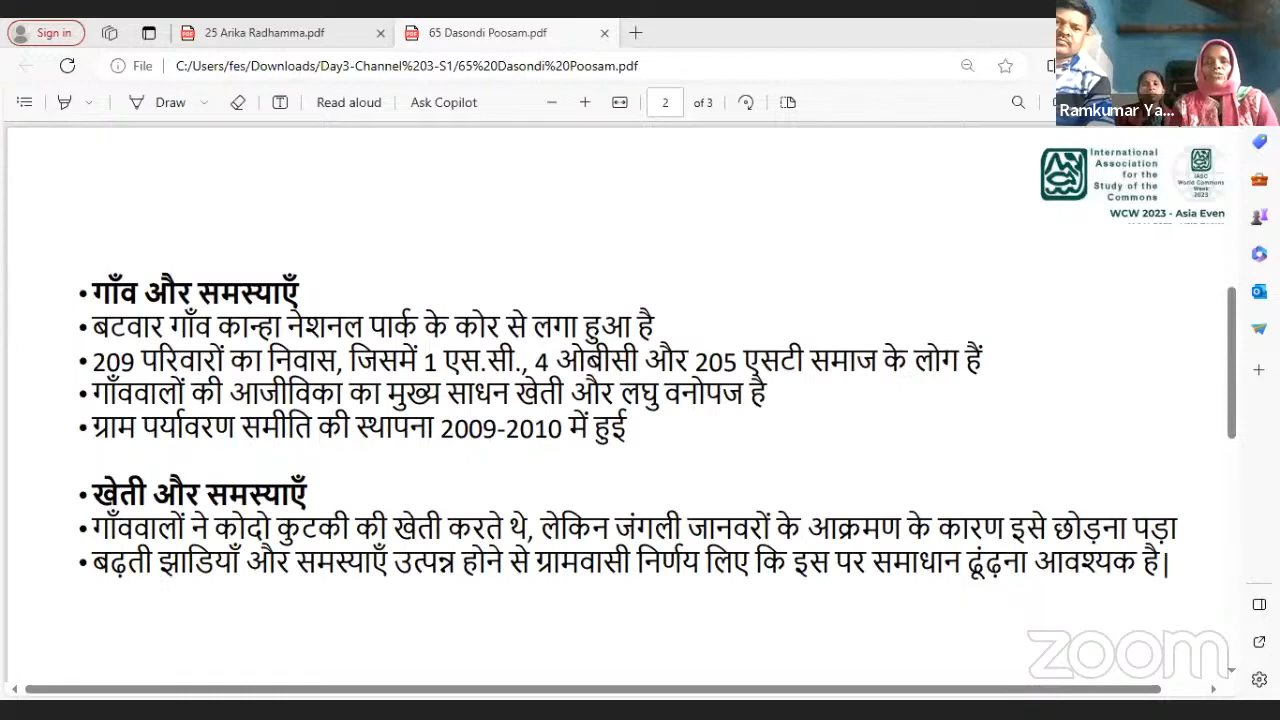 Sign in
25 Arika Radhamma.pdf
65 Dasondi Poosam.pdf
File
C:/Users/fes/Downloads/Day3-Channel%203-S1/65%20Dasondi%20Poosam.pdf
Draw
Read aloud
Ask Copilot
2
of 3
Ramkumar Ya...
International
Association
for the
Study of the
Commons
IASC
World Commons
Week
2023
WCW 2023 - Asia Even
• गाँव और समस्याएँ
• बटवार गाँव कान्हा नेशनल पार्क के कोर से लगा हुआ है
• 209 परिवारों का निवास, जिसमें 1 एस.सी., 4 ओबीसी और 205 एसटी समाज के लोग हैं
• गाँववालों की आजीविका का मुख्य साधन खेती और लघु वनोपज है
• ग्राम पर्यावरण समीति की स्थापना 2009-2010 में हुई
• खेती और समस्याएँ
• गाँववालों ने कोदो कुटकी की खेती करते थे, लेकिन जंगली जानवरों के आक्रमण के कारण इसे छोड़ना पड़ा
• बढ़ती झाडियाँ और समस्याएँ उत्पन्न होने से ग्रामवासी निर्णय लिए कि इस पर समाधान ढूंढ़ना आवश्यक है|
zoom